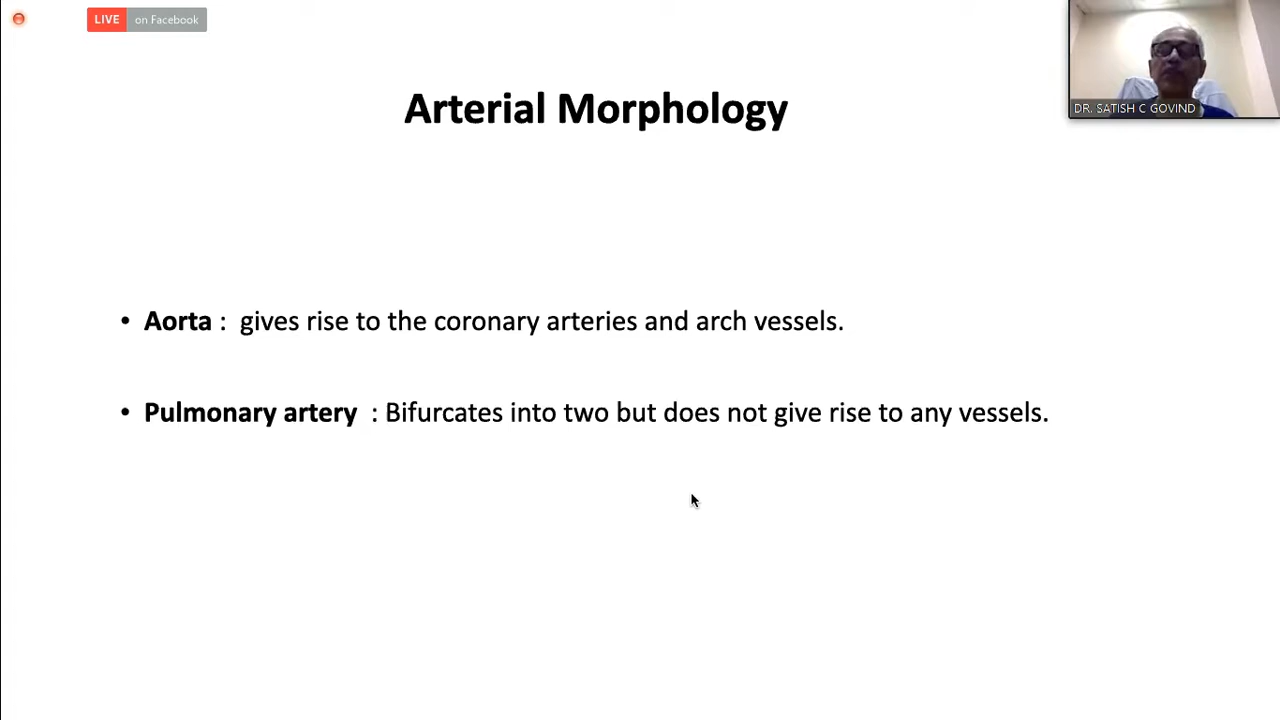 LIVE on Facebook
DR. SATISH C GOVIND
Arterial Morphology
• Aorta : gives rise to the coronary arteries and arch vessels.
• Pulmonary artery : Bifurcates into two but does not give rise to any vessels.